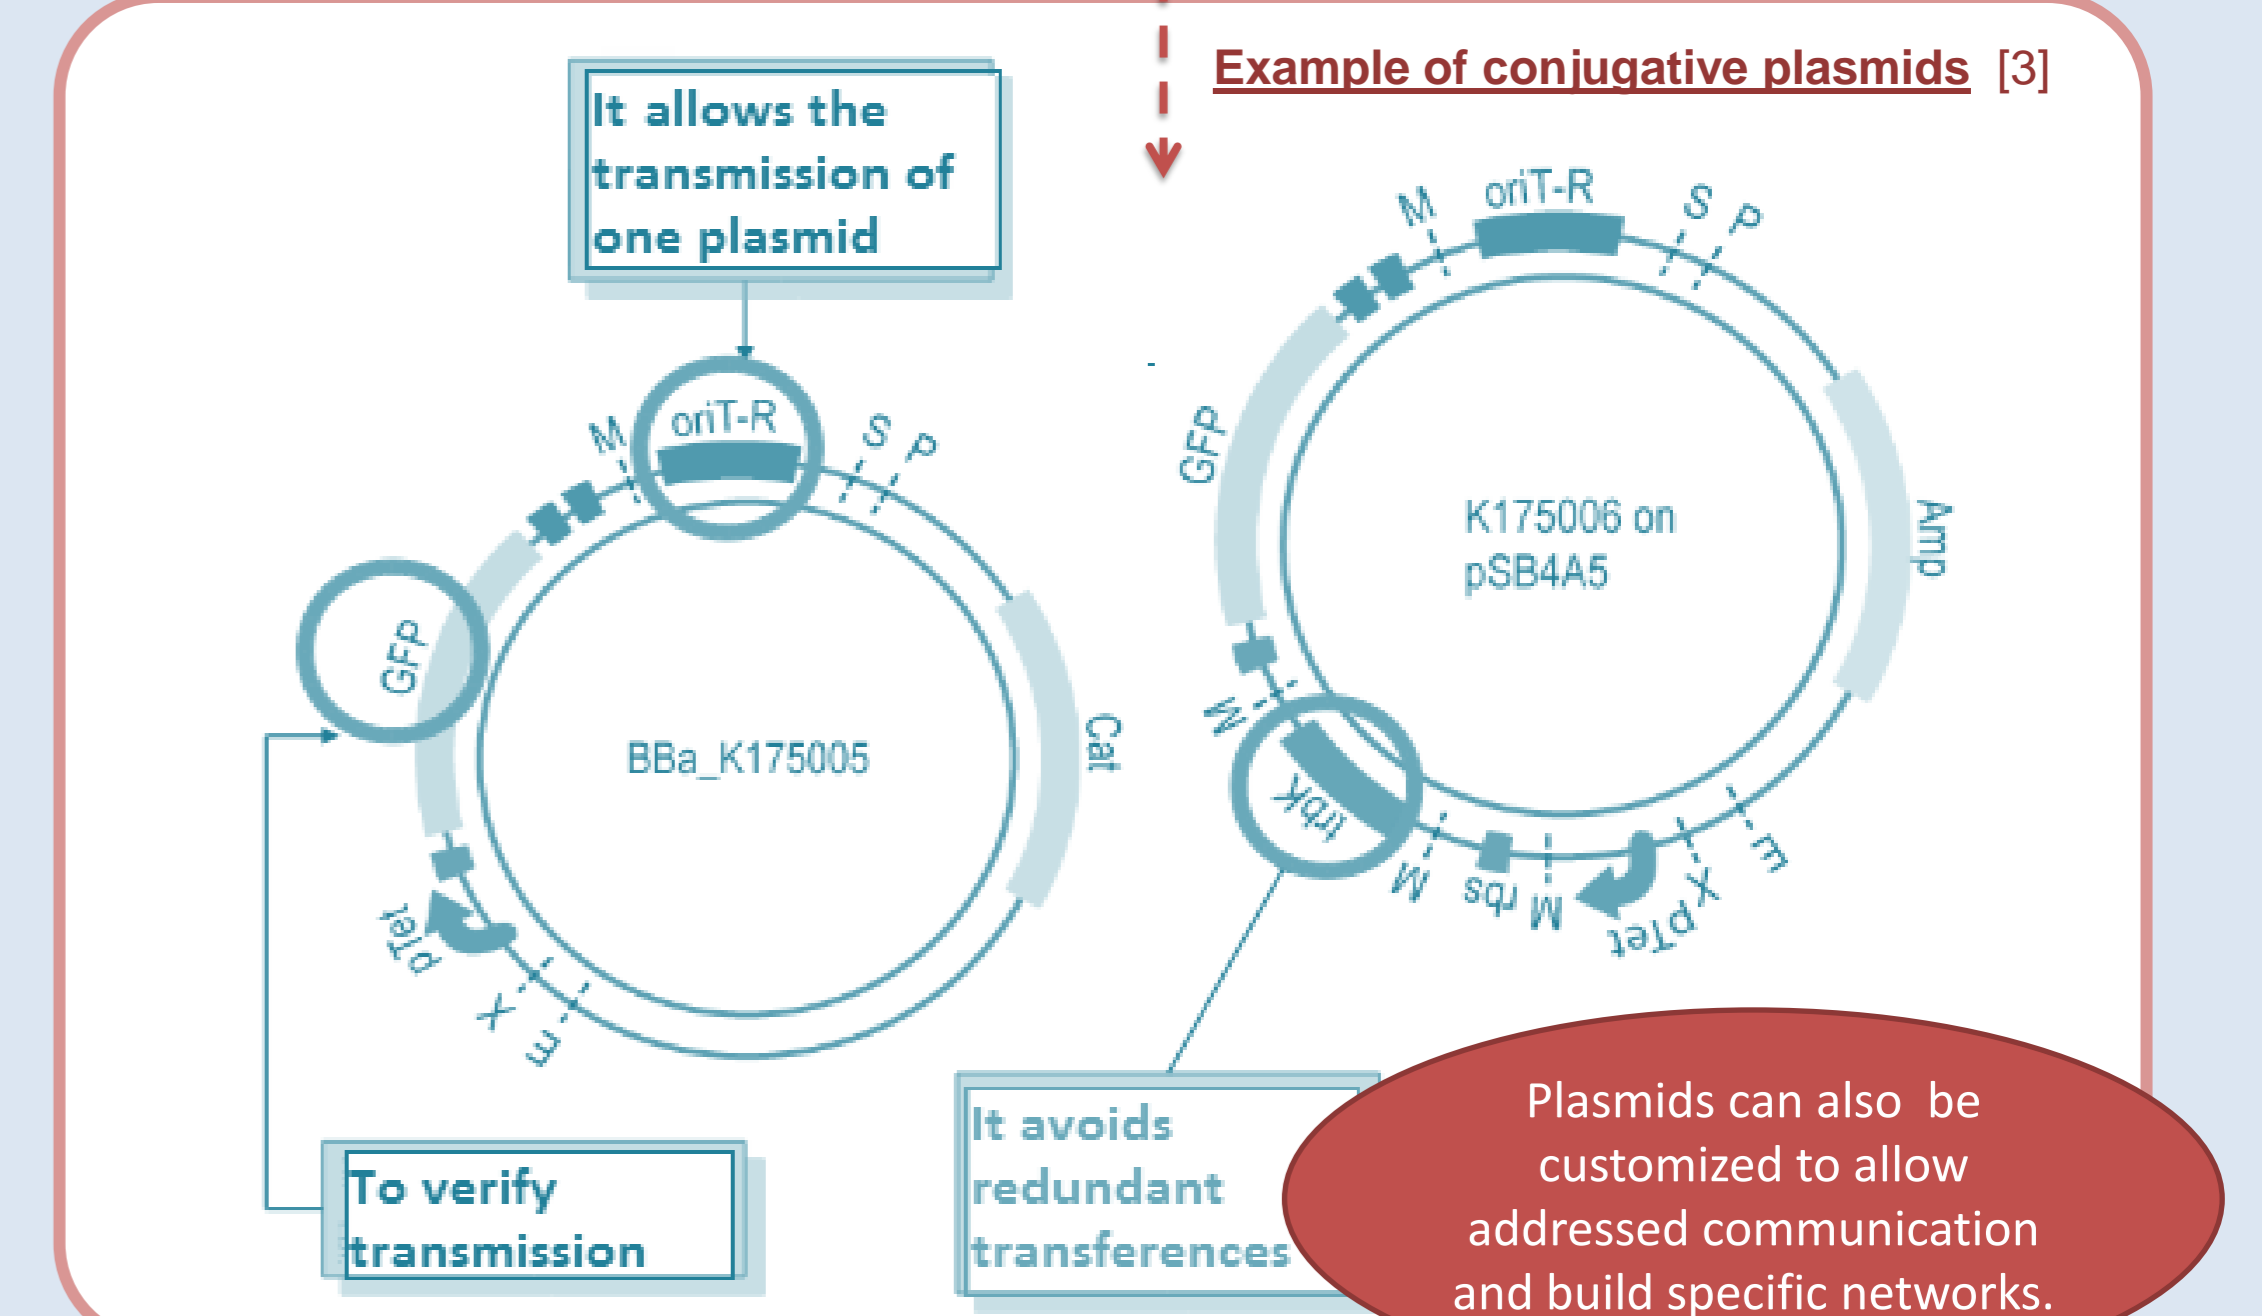 Example of conjugative plasmids [3]
It allows the
transmission of
one plasmid
M
oriT-R
S
P
GFP
Cat
BBa_K175005
pTet
X
m
To verify
transmission
M
oriT-R
S
P
GFP
Amp
K175006 on
pSB4A5
M
trbK
M
rbs
M
pTet
X
m
It avoids
redundant
transferences
Plasmids can also be
customized to allow
addressed communication
and build specific networks.